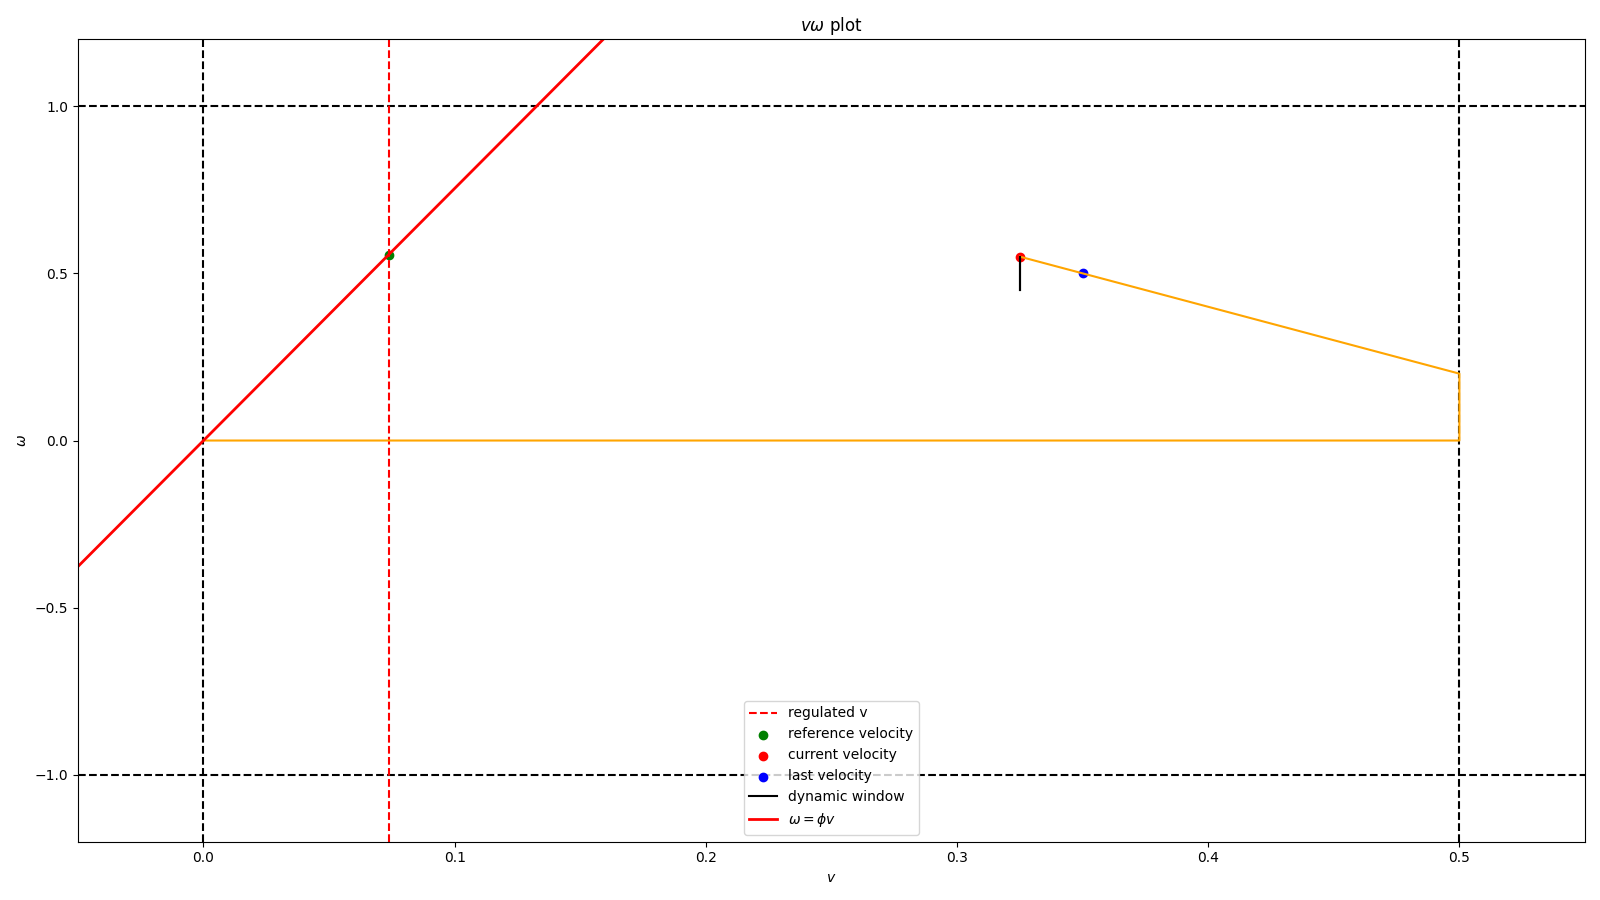 vω plot
1.0
0.5
0.0
−0.5
−1.0
ω
regulated v
reference velocity
current velocity
last velocity
dynamic window
ω = ϕv
0.0 0.1 0.2 0.3 0.4 0.5
v